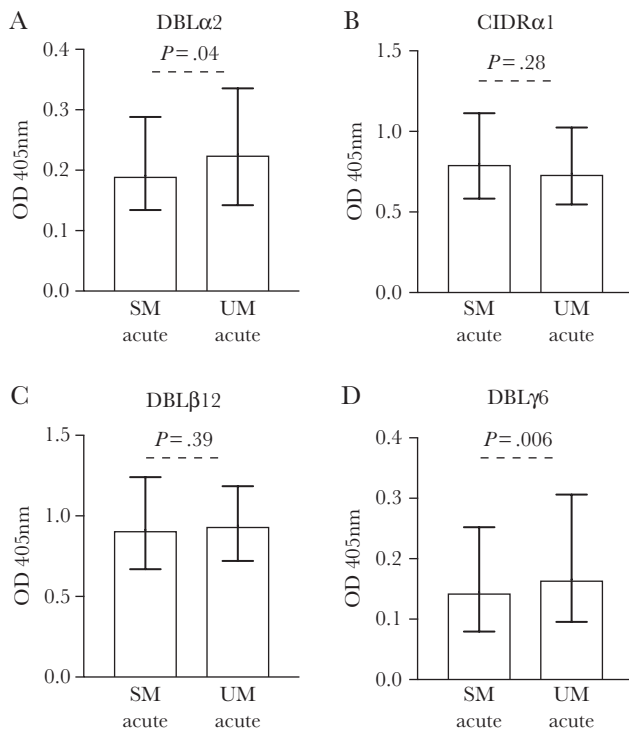 A
DBLα2
P = .04
OD 405nm
0.4
0.3
0.2
0.1
0.0
SM
acute
UM
acute
B
CIDRα1
P = .28
OD 405nm
1.5
1.0
0.5
0.0
SM
acute
UM
acute
C
DBLβ12
P = .39
OD 405nm
1.5
1.0
0.5
0.0
SM
acute
UM
acute
D
DBLγ6
P = .006
OD 405nm
0.4
0.3
0.2
0.1
0.0
SM
acute
UM
acute